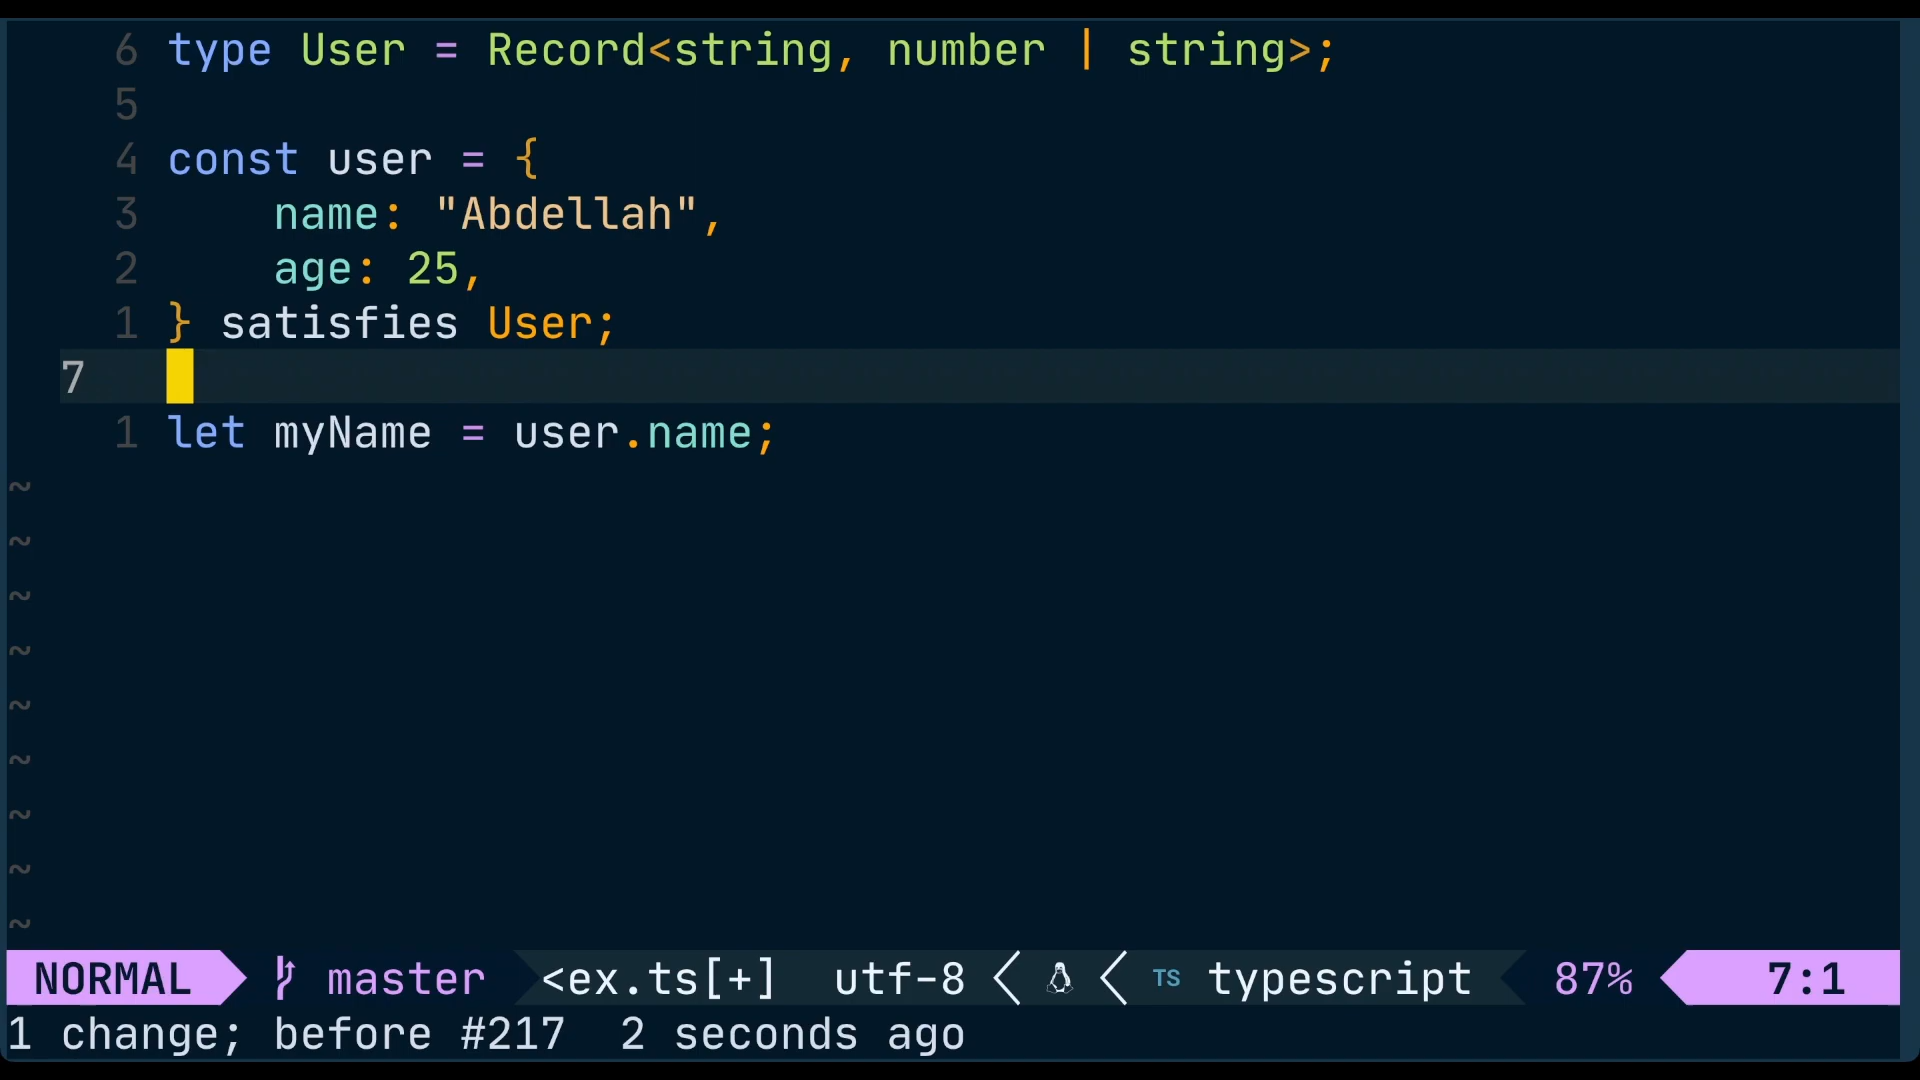 6 type User = Record<string, number | string>;
5
4 const user = {
3     name: "Abdellah",
2     age: 25,
1 } satisfies User;
7
1 let myName = user.name;
~
~
~
~
~
~
~
~
~
NORMAL master <ex.ts[+] utf-8 TS typescript 87% 7:1
1 change; before #217  2 seconds ago